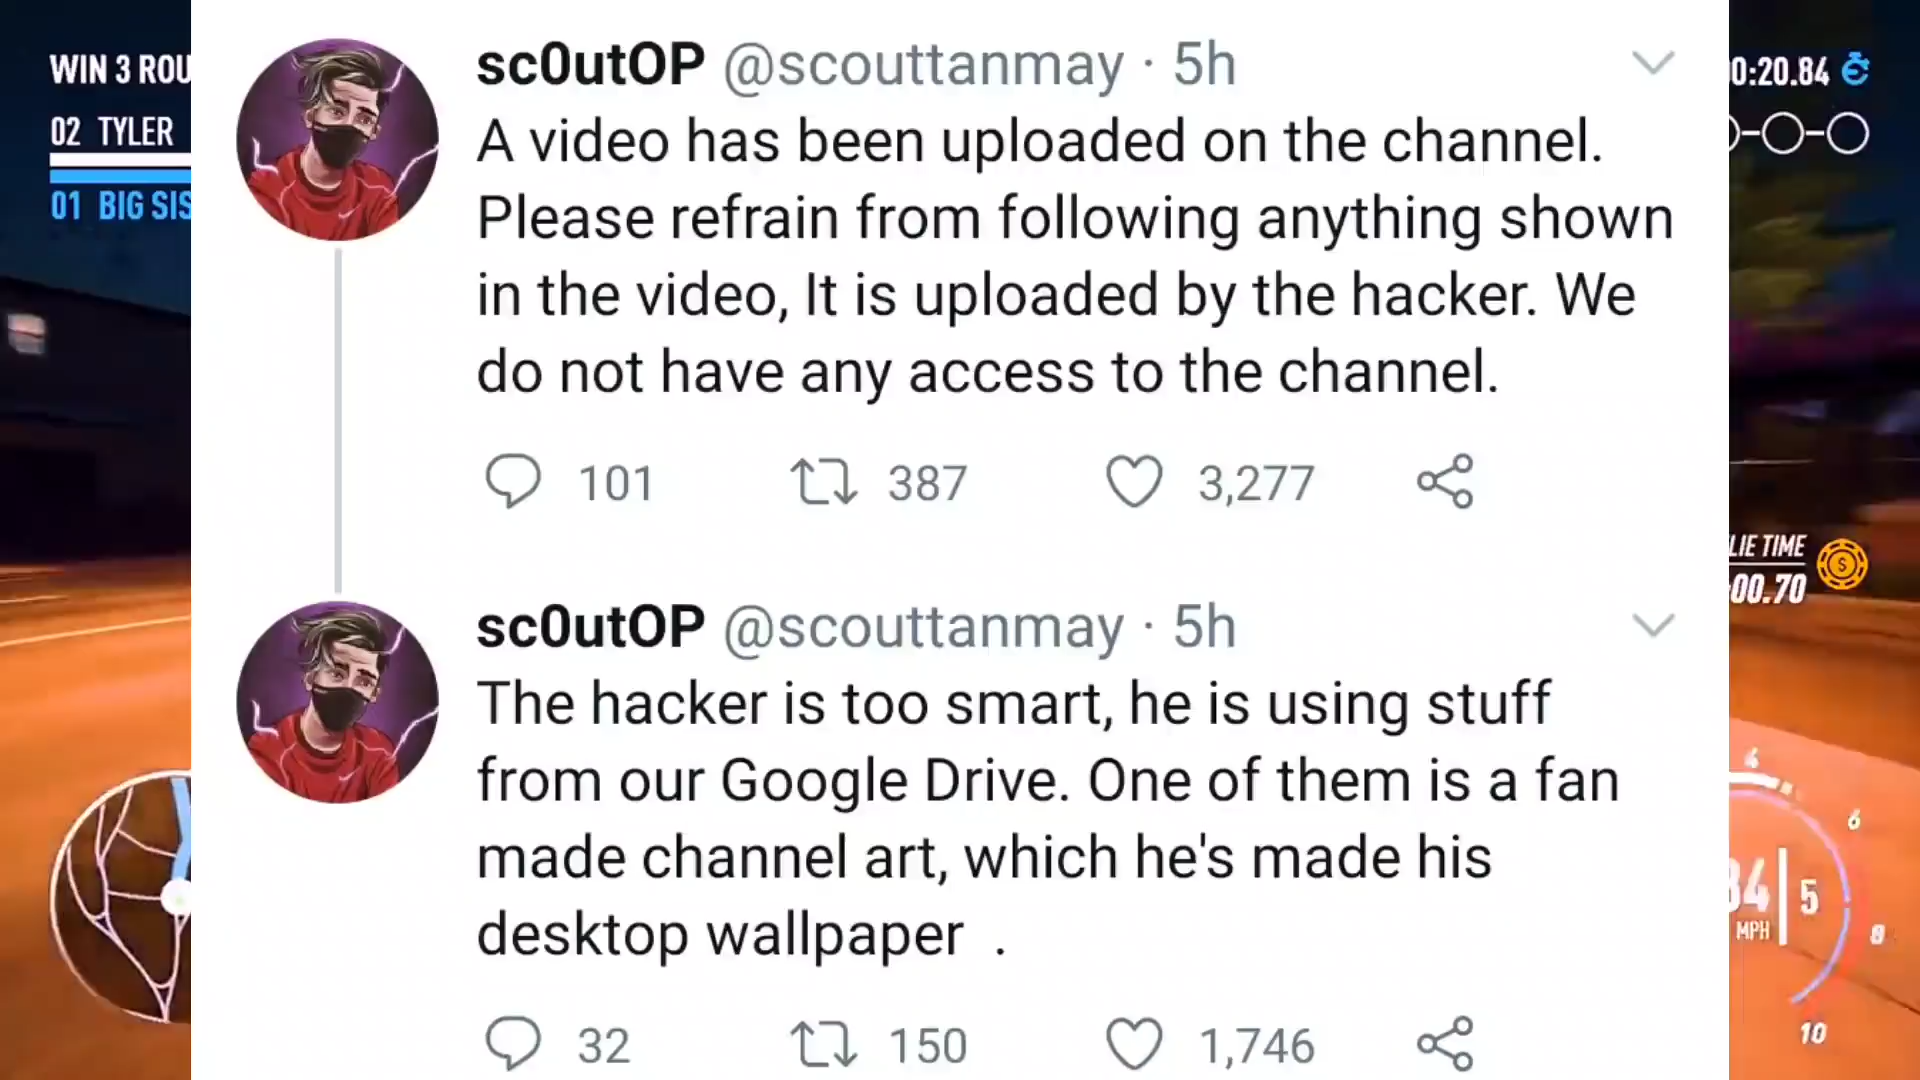 WIN 3 ROU
02 TYLER
01 BIG SIS
sc0utOP @scouttanmay · 5h
A video has been uploaded on the channel.
Please refrain from following anything shown
in the video, It is uploaded by the hacker. We
do not have any access to the channel.
101 387 3,277
sc0utOP @scouttanmay · 5h
The hacker is too smart, he is using stuff
from our Google Drive. One of them is a fan
made channel art, which he's made his
desktop wallpaper .
32 150 1,746
0:20.84
LIE TIME
00.70
4
6
84 5
MPH
8
10